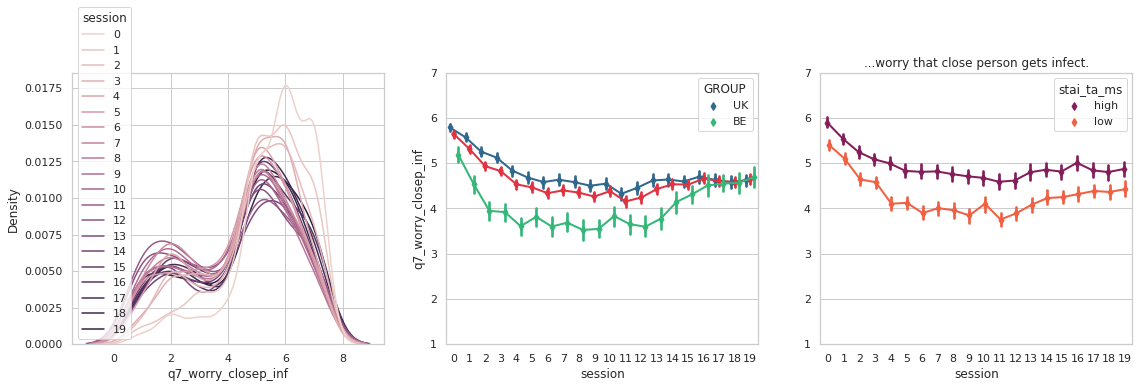 session
0
1
2
3
4
5
6
7
8
9
10
11
12
13
14
15
16
17
18
19
0.0175
0.0150
0.0125
0.0100
0.0075
0.0050
0.0025
0.0000
Density
0 2 4 6 8
q7_worry_closep_inf
GROUP
UK
BE
7
6
5
4
3
2
1
q7_worry_closep_inf
0 1 2 3 4 5 6 7 8 9 10 11 12 13 14 15 16 17 18 19
session
...worry that close person gets infect.
stai_ta_ms
high
low
7
6
5
4
3
2
1
0 1 2 3 4 5 6 7 8 9 10 11 12 13 14 15 16 17 18 19
session